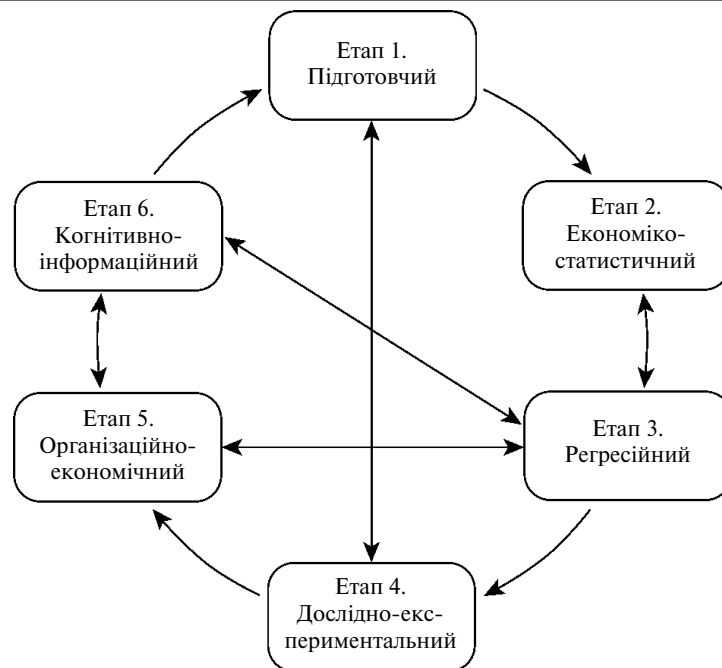 Етап 1.
Підготовчий
Етап 2.
Економіко-
статистичний
Етап 3.
Регресійний
Етап 4.
Дослідно-екс-
периментальний
Етап 5.
Організаційно-
економічний
Етап 6.
Когнітивно-
інформаційний